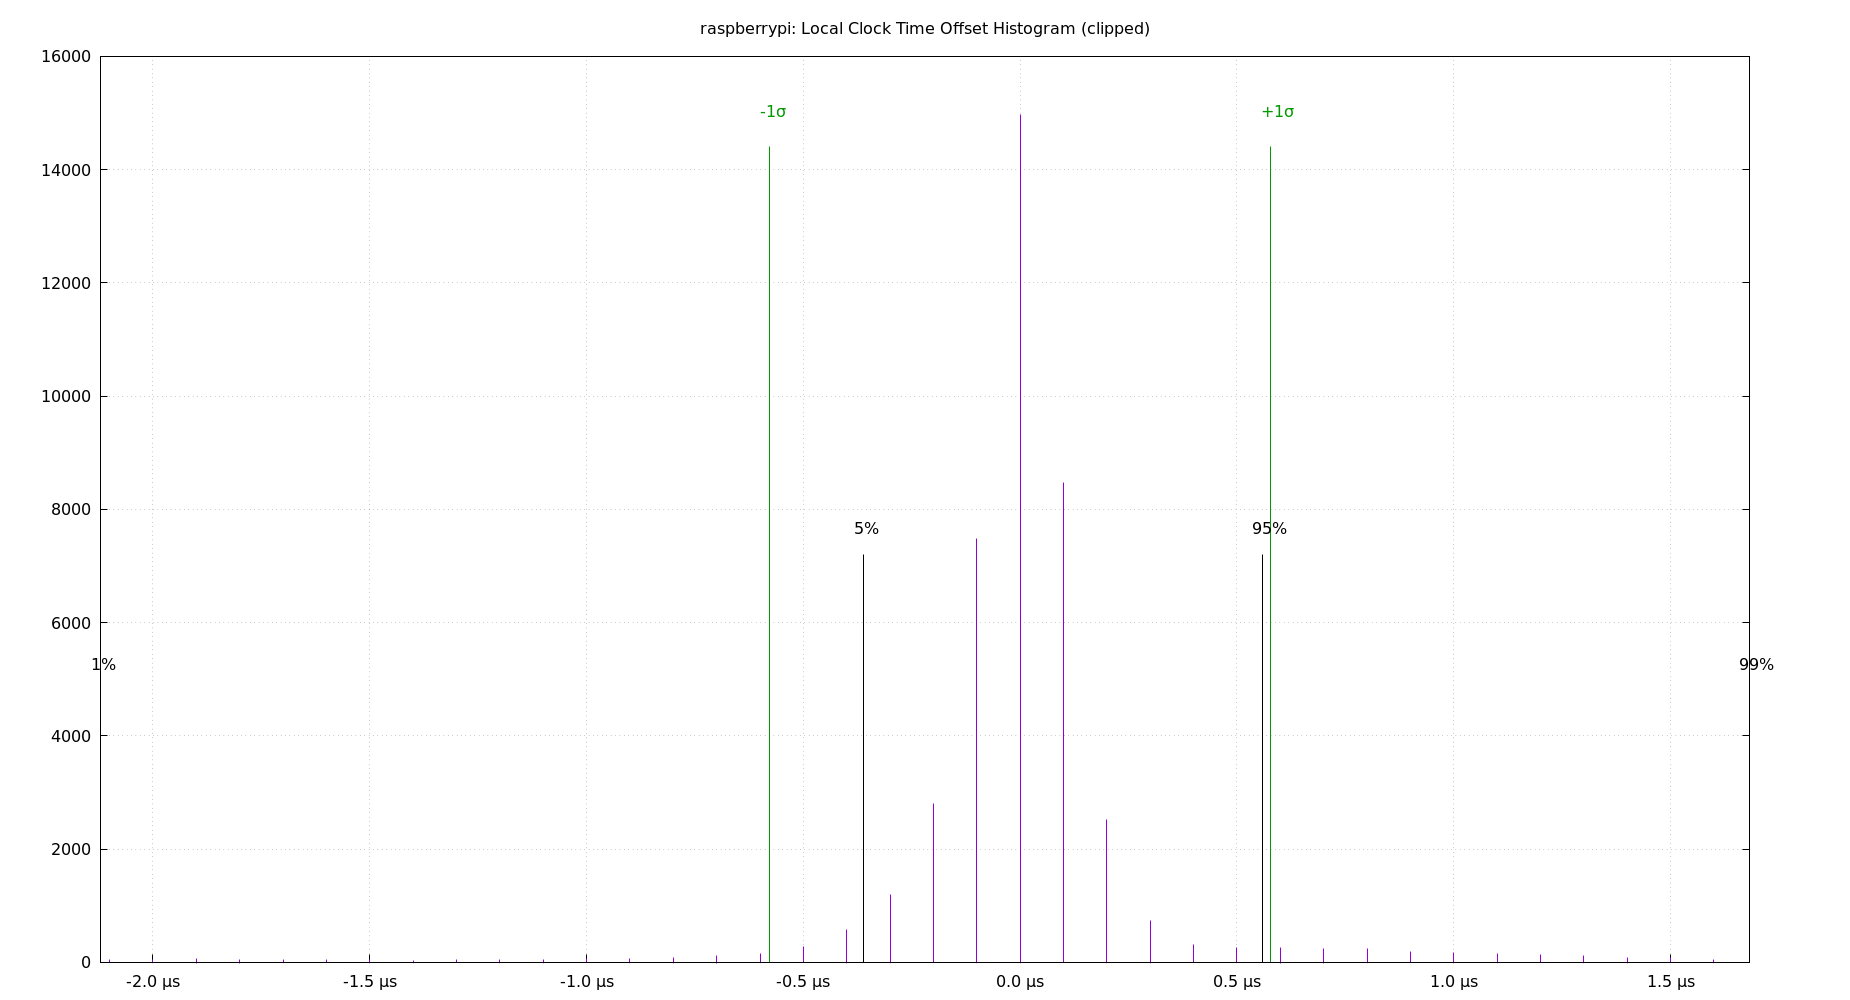 raspberrypi: Local Clock Time Offset Histogram (clipped)
16000
-1σ
+1σ
14000
12000
10000
8000
5%
95%
6000
1%
99%
4000
2000
0
-2.0 µs
-1.5 µs
-1.0 µs
-0.5 µs
0.0 µs
0.5 µs
1.0 µs
1.5 µs